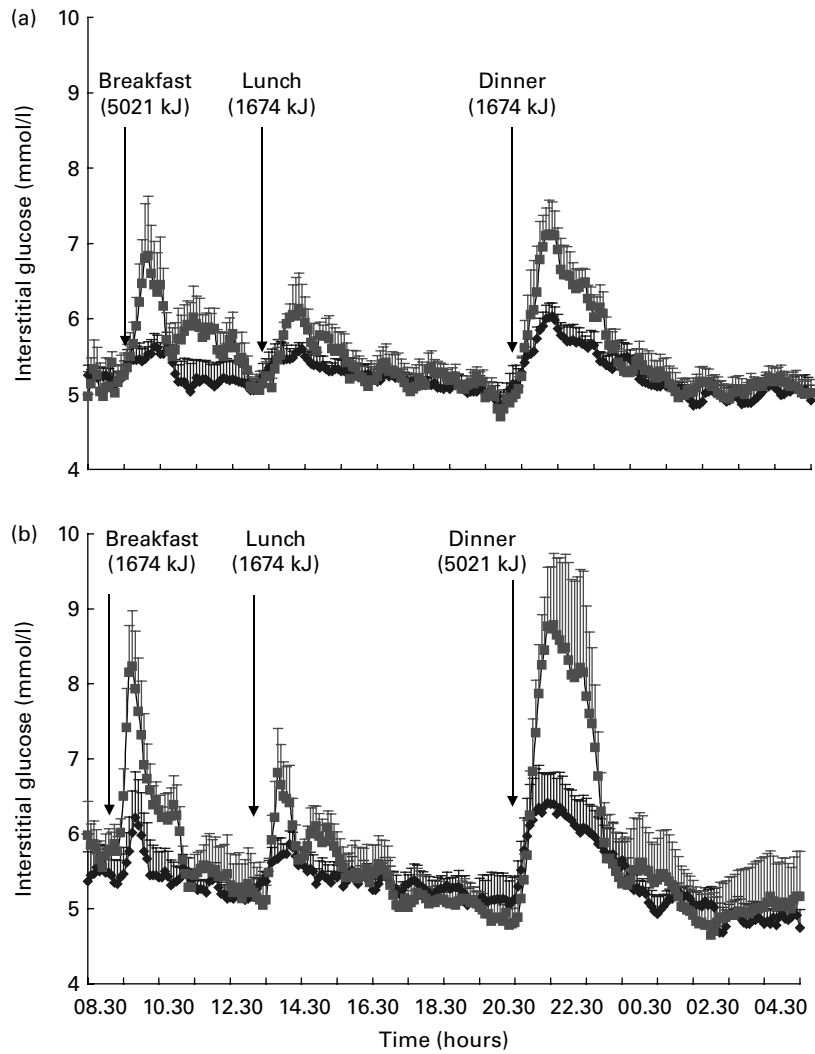 (a)
10
9
8
7
6
5
4
Interstitial glucose (mmol/l)
Breakfast
(5021 kJ)
Lunch
(1674 kJ)
Dinner
(1674 kJ)
(b)
10
9
8
7
6
5
4
Interstitial glucose (mmol/l)
Breakfast
(1674 kJ)
Lunch
(1674 kJ)
Dinner
(5021 kJ)
08.30 10.30 12.30 14.30 16.30 18.30 20.30 22.30 00.30 02.30 04.30
Time (hours)